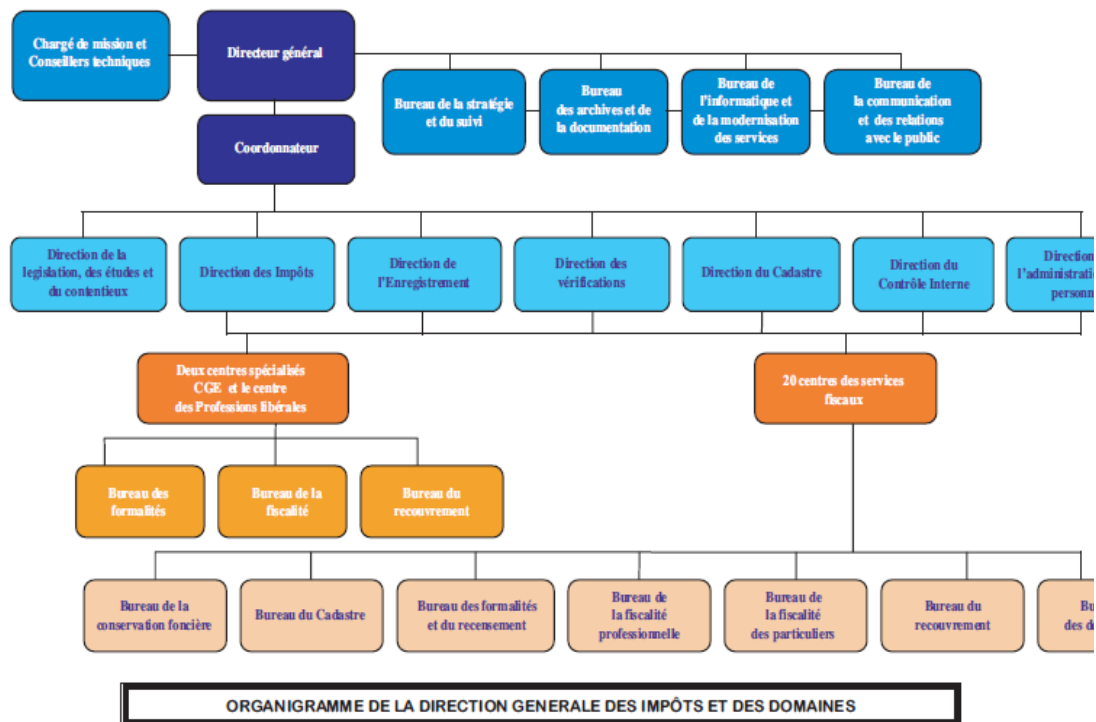 Chargé de mission et
Conseillers techniques
Directeur général
Bureau de la stratégie
et du suivi
Bureau
des archives et de
la documentation
Bureau de
l'informatique et
de la modernisation
des services
Bureau de
la communication
et des relations
avec le public
Coordonnateur
Direction de la
legislation, des études et
du contentieux
Direction des Impôts
Direction de
l'Enregistrement
Direction des
vérifications
Direction du Cadastre
Direction du
Contrôle Interne
Direction
Deux centres spécialisés
CGE et le centre
des Professions libérales
20 centres des services
fiscaux
Bureau des
formalités
Bureau de la
fiscalité
Bureau du
recouvrement
Bureau de la
conservation foncière
Bureau du Cadastre
Bureau des formalités
et du recensement
Bureau de
la fiscalité
professionnelle
Bureau de
la fiscalité
des particuliers
Bureau du
recouvrement
des
ORGANIGRAMME DE LA DIRECTION GENERALE DES IMPÔTS ET DES DOMAINES